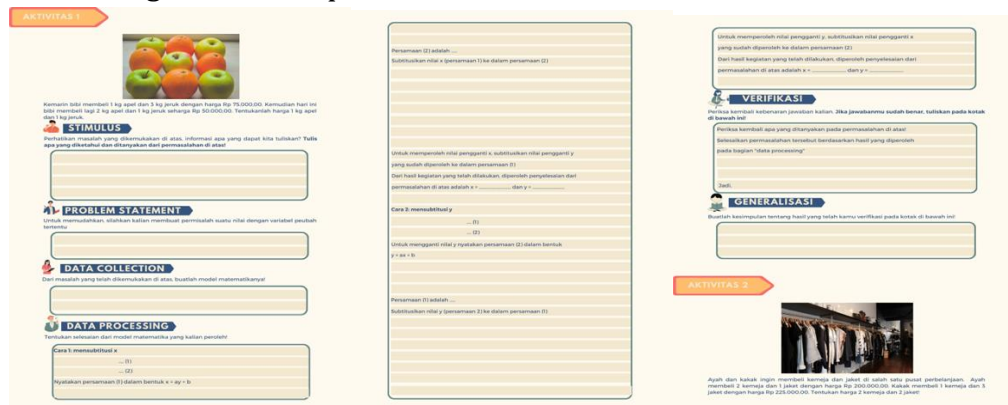 AKTIVITAS 1
Kemarin bibi membeli 1 kg apel dan 3 kg jeruk dengan harga Rp 75.000,00. Kemudian hari ini
bibi membeli lagi 2 kg apel dan 1 kg jeruk seharga Rp 50.000,00. Tentukanlah harga 1 kg apel
dan 1 kg jeruk.
STIMULUS
Perhatikan masalah yang dikemukakan di atas, informasi apa yang dapat kita tuliskan? Tulis
apa yang diketahui dan ditanyakan dari permasalahan di atas!
PROBLEM STATEMENT
Untuk memudahkan, silahkan kalian membuat permisalah suatu nilai dengan variabel peubah
tertentu
DATA COLLECTION
Dari masalah yang telah dikemukakan di atas, buatlah model matematikanya!
DATA PROCESSING
Tentukan selesaian dari model matematika yang kalian peroleh!
Cara 1: mensubtitusi x
... (1)
... (2)
Nyatakan persamaan (1) dalam bentuk x + ay = b
Persamaan (2) adalah ....
Subtitusikan nilai x (persamaan 1) ke dalam persamaan (2)
Untuk memperoleh nilai pengganti x, subtitusikan nilai pengganti y
yang sudah diperoleh ke dalam persamaan (1)
Dari hasil kegiatan yang telah dilakukan, diperoleh penyelesaian dari
permasalahan di atas adalah x = ............ dan y = ............
Cara 2: mensubtitusi y
... (1)
... (2)
Untuk mengganti nilai y nyatakan persamaan (2) dalam bentuk
y + ax = b
Persamaan (1) adalah ....
Subtitusikan nilai y (persamaan 2) ke dalam persamaan (1)
Untuk memperoleh nilai pengganti y, subtitusikan nilai pengganti x
yang sudah diperoleh ke dalam persamaan (2)
Dari hasil kegiatan yang telah dilakukan, diperoleh penyelesaian dari
permasalahan di atas adalah x = ............ dan y = ............
VERIFIKASI
Periksa kembali kebenaran jawaban kalian. Jika jawabanmu sudah benar, tuliskan pada kotak
di bawah ini!
Periksa kembali apa yang ditanyakan pada permasalahan di atas!
Selesaikan permasalahan tersebut berdasarkan hasil yang diperoleh
pada bagian "data processing"
Jadi,
GENERALISASI
Buatlah kesimpulan tentang hasil yang telah kamu verifikasi pada kotak di bawah ini!
AKTIVITAS 2
Ayah dan kakak ingin membeli kemeja dan jaket di salah satu pusat perbelanjaan. Ayah
membeli 2 kemeja dan 1 jaket dengan harga Rp 200.000,00. Kakak membeli 1 kemeja dan 3
jaket dengan harga Rp 225.000,00. Tentukan harga 2 kemeja dan 2 jaket!